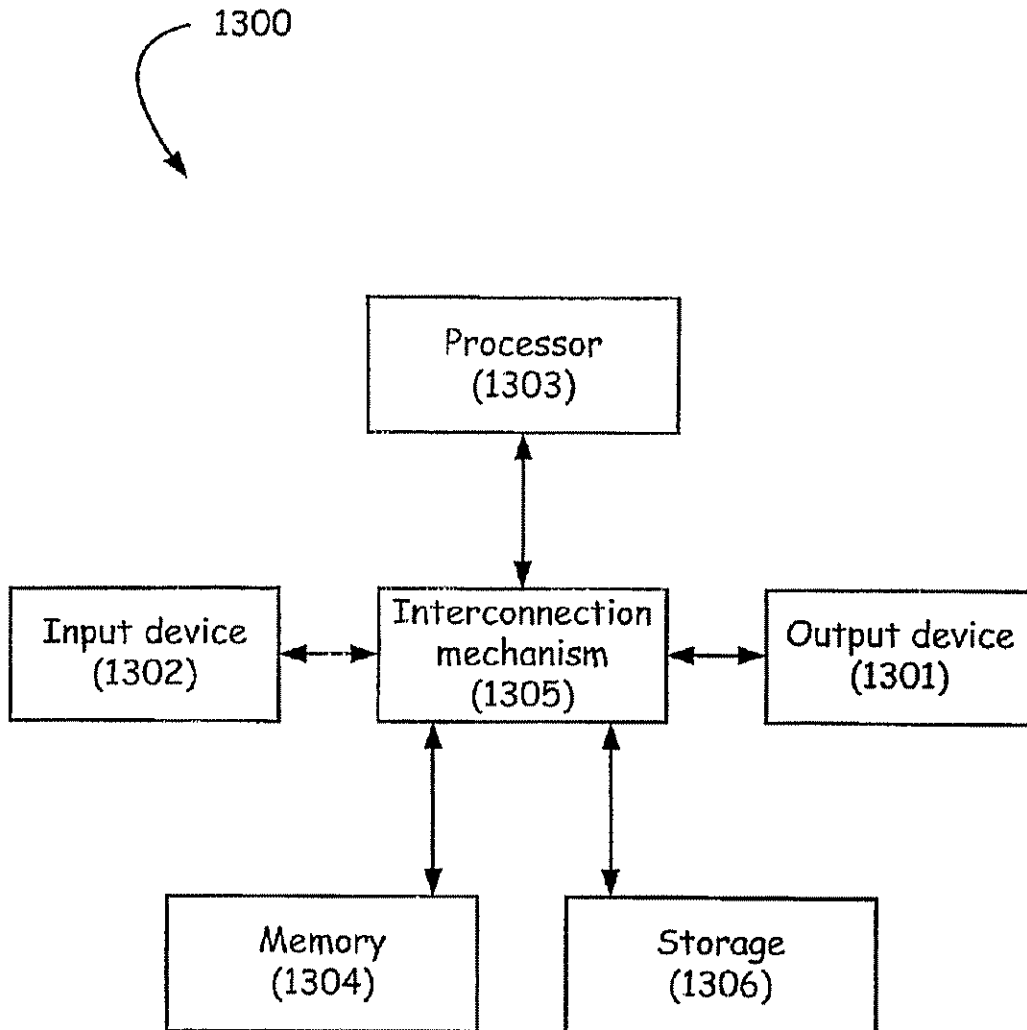 1300
Processor
(1303)
Input device
(1302)
Interconnection
mechanism
(1305)
Output device
(1301)
Memory
(1304)
Storage
(1306)